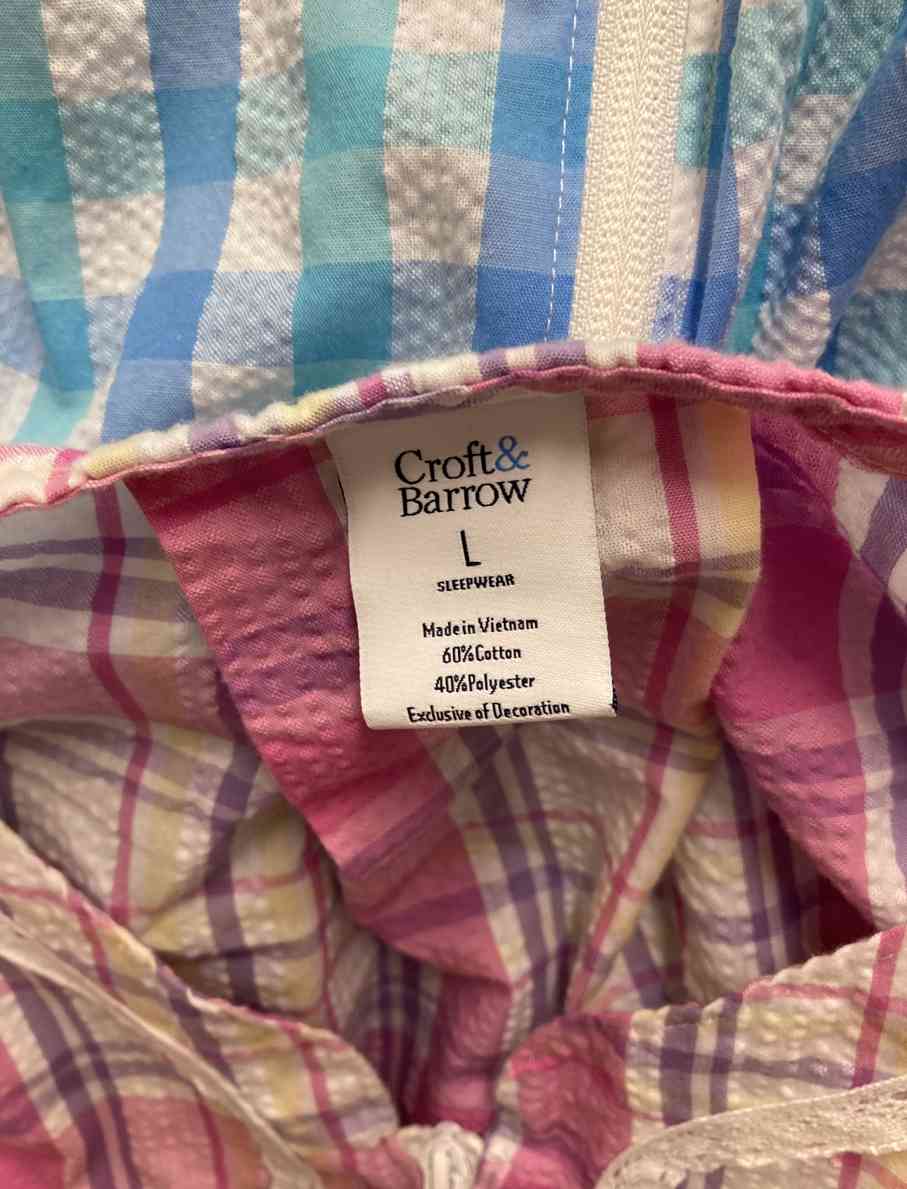 Croft&
Barrow
L
SLEEPWEAR
Made in Vietnam
60%Cotton
40%Polyester
Exclusive of Decoration